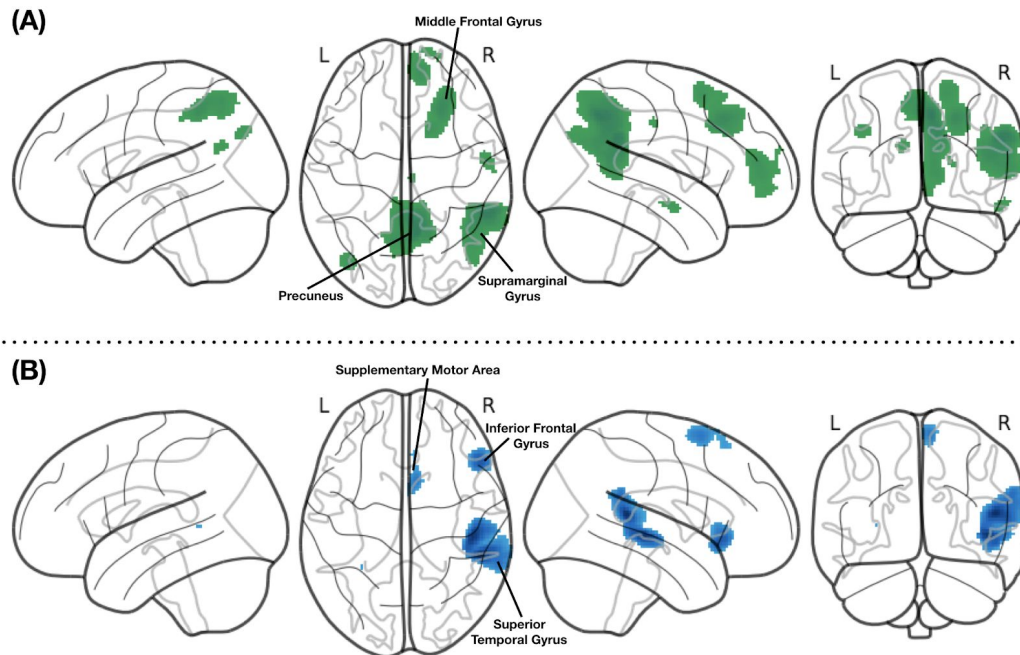 (A)
Middle Frontal Gyrus
L
R
L
R
Precuneus
Supramarginal
Gyrus
(B)
Supplementary Motor Area
L
R
Inferior Frontal
Gyrus
L
R
Superior
Temporal Gyrus